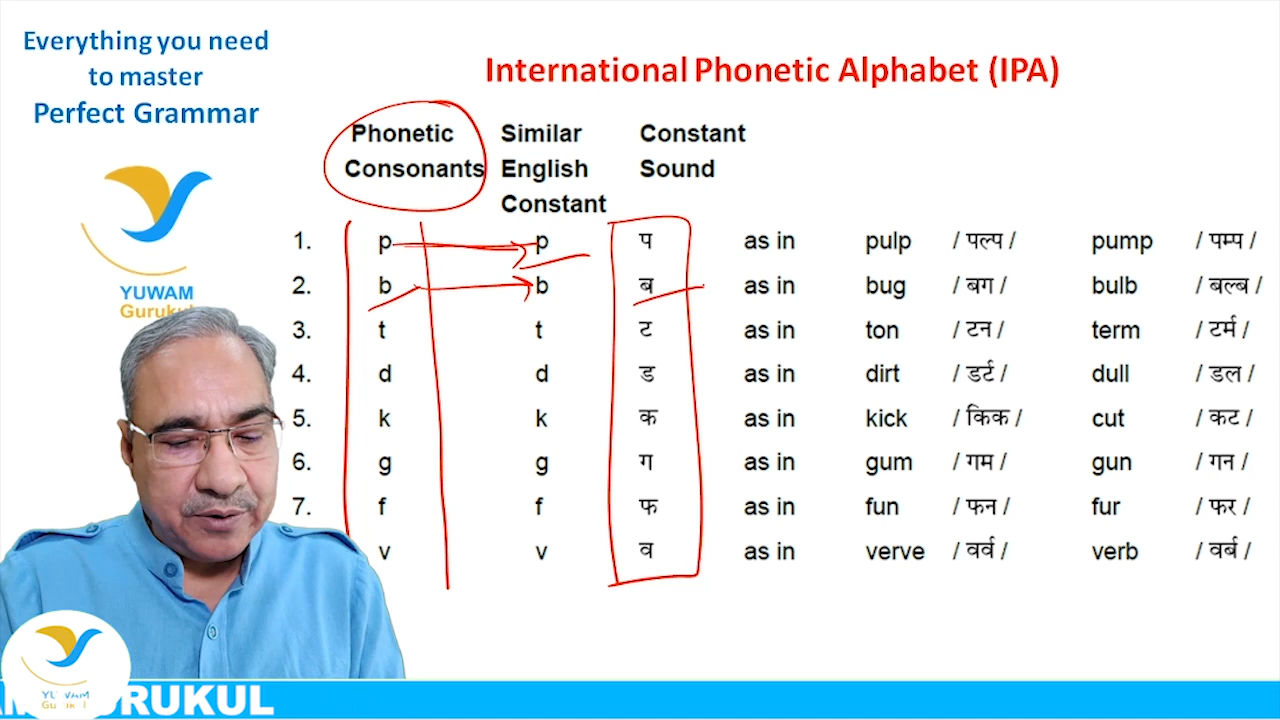 Everything you need
to master
Perfect Grammar
International Phonetic Alphabet (IPA)
Phonetic Similar Constant
Consonants English Sound
Constant
1. p p प as in pulp / पल्प / pump / पम्प /
2. b b ब as in bug / बग / bulb / बल्ब /
3. t t ट as in ton / टन / term / टर्म /
4. d d ड as in dirt / डर्ट / dull / डल /
5. k k क as in kick / किक / cut / कट /
6. g g ग as in gum / गम / gun / गन /
7. f f फ as in fun / फन / fur / फर /
v v व as in verve / वर्व / verb / वर्ब /
YUWAM
Gurukul
YUWAM
GURUKUL